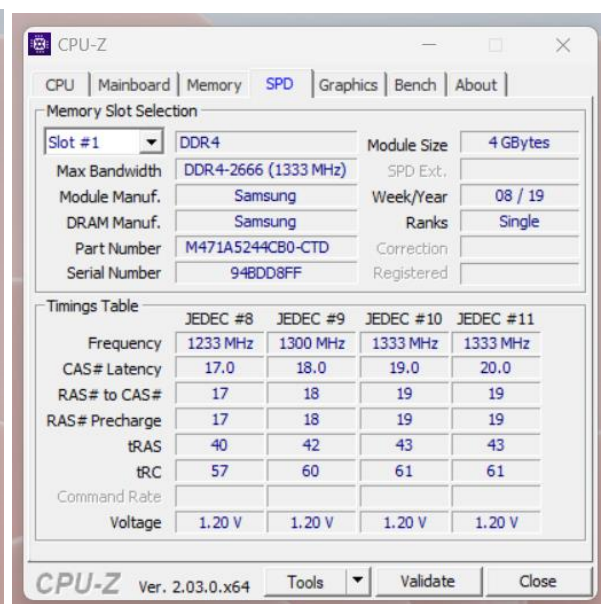 CPU-Z
CPU Mainboard Memory SPD Graphics Bench About
Memory Slot Selection
Slot #1 DDR4 Module Size 4 GBytes
Max Bandwidth DDR4-2666 (1333 MHz) SPD Ext.
Module Manuf. Samsung Week/Year 08 / 19
DRAM Manuf. Samsung Ranks Single
Part Number M471A5244CB0-CTD Correction
Serial Number 94BDD8FF Registered
Timings Table
JEDEC #8 JEDEC #9 JEDEC #10 JEDEC #11
Frequency 1233 MHz 1300 MHz 1333 MHz 1333 MHz
CAS# Latency 17.0 18.0 19.0 20.0
RAS# to CAS# 17 18 19 19
RAS# Precharge 17 18 19 19
tRAS 40 42 43 43
tRC 57 60 61 61
Command Rate
Voltage 1.20 V 1.20 V 1.20 V 1.20 V
CPU-Z Ver. 2.03.0.x64 Tools Validate Close